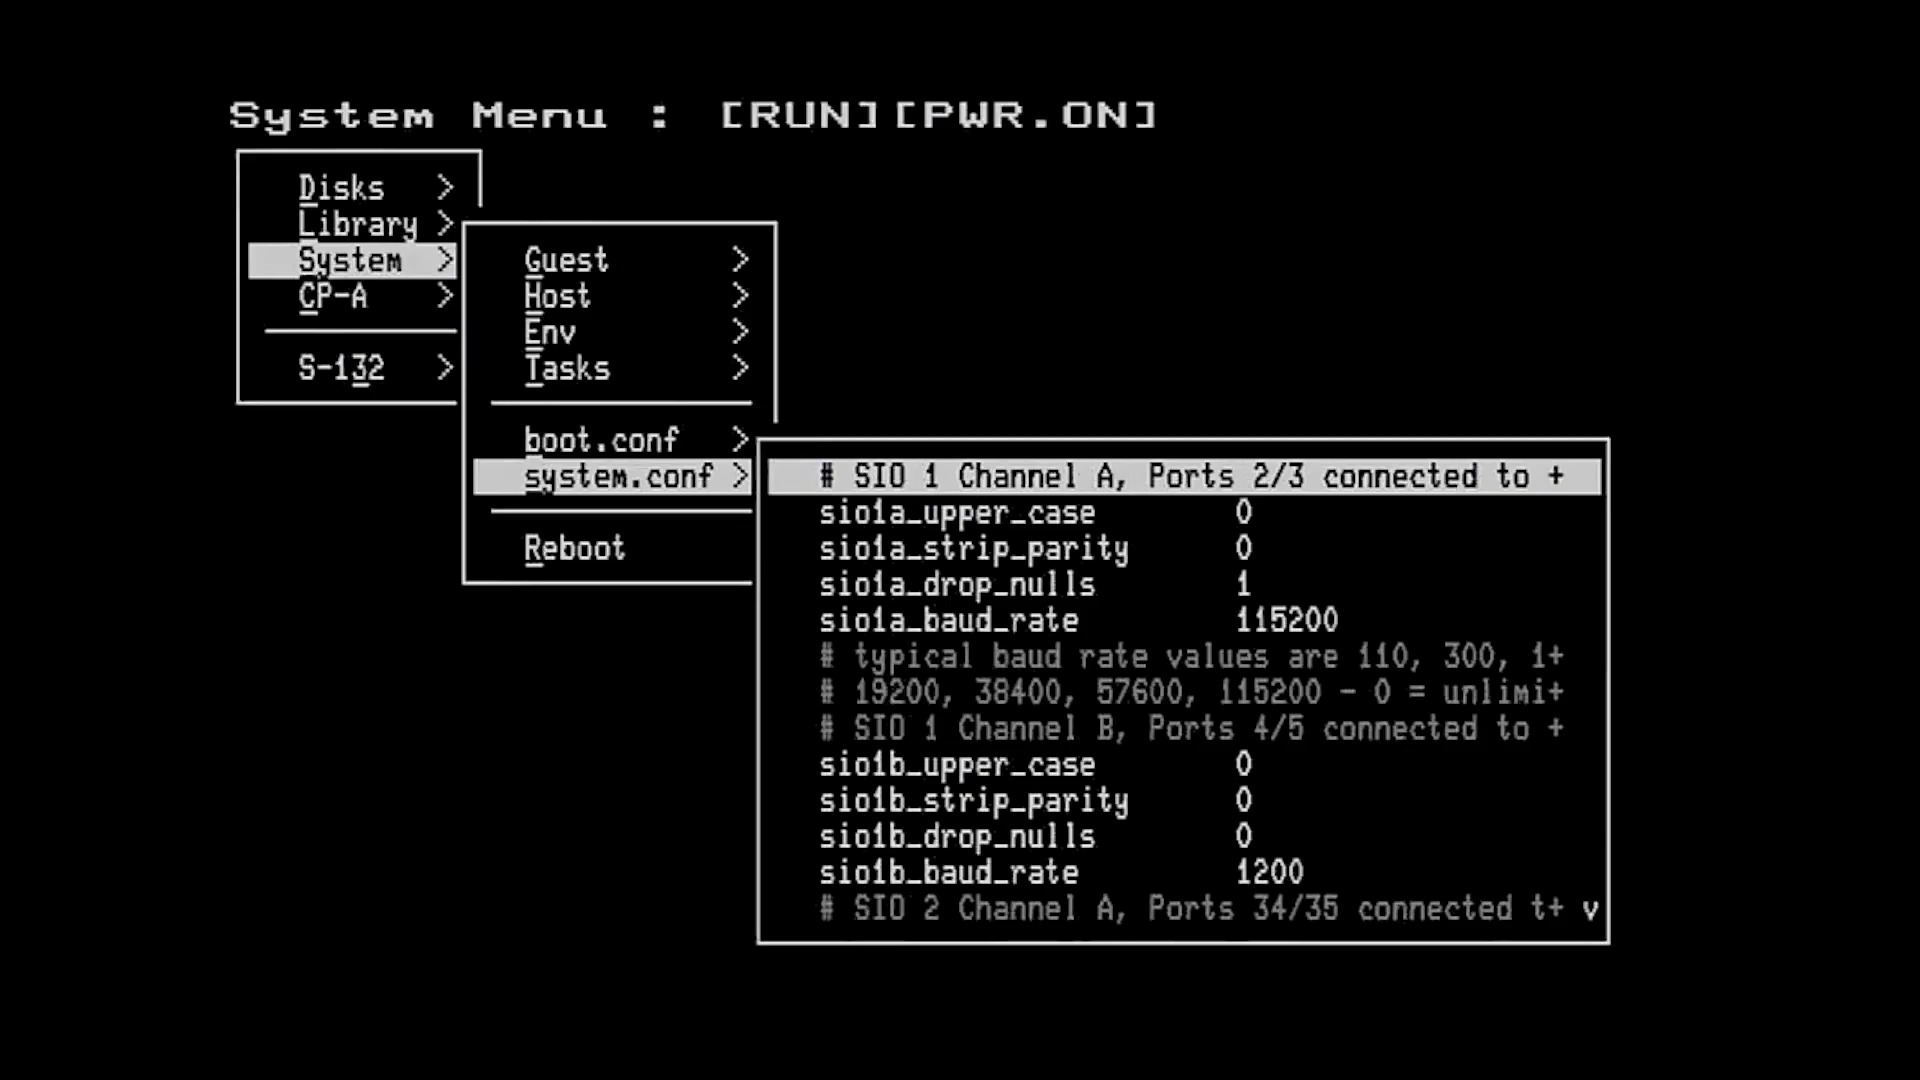 System Menu : [RUN][PWR.ON]
Disks >
Library >
System >
CP-A >
S-132 >
Guest >
Host >
Env >
Tasks >
boot.conf >
system.conf >
Reboot
# SIO 1 Channel A, Ports 2/3 connected to +
sio1a_upper_case 0
sio1a_strip_parity 0
sio1a_drop_nulls 1
sio1a_baud_rate 115200
# typical baud rate values are 110, 300, 1+
# 19200, 38400, 57600, 115200 - 0 = unlimi+
# SIO 1 Channel B, Ports 4/5 connected to +
sio1b_upper_case 0
sio1b_strip_parity 0
sio1b_drop_nulls 0
sio1b_baud_rate 1200
# SIO 2 Channel A, Ports 34/35 connected t+ v